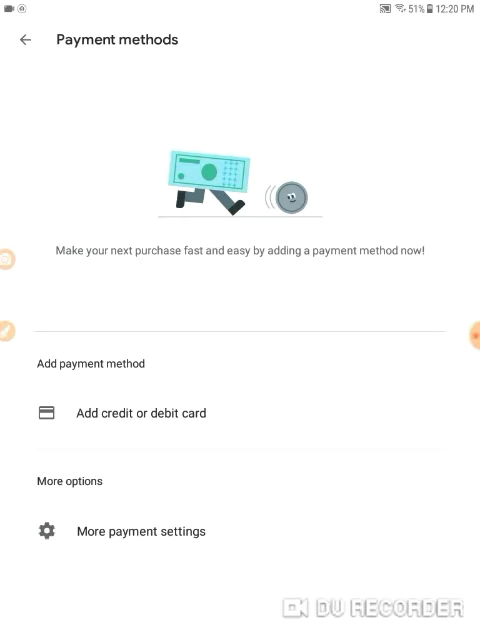 51% 12:20 PM
Payment methods
Make your next purchase fast and easy by adding a payment method now!
Add payment method
Add credit or debit card
More options
More payment settings
DU RECORDER